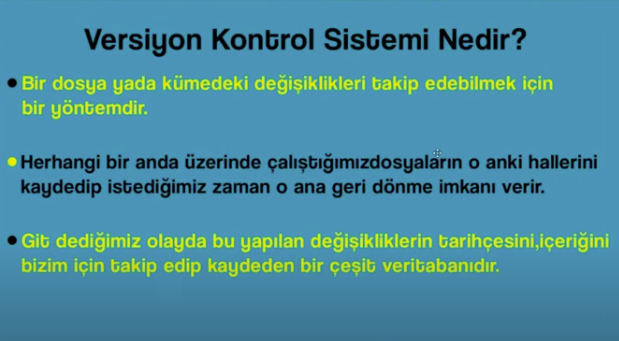 Versiyon Kontrol Sistemi Nedir?
• Bir dosya yada kümedeki değişiklikleri takip edebilmek için
bir yöntemdir.
• Herhangi bir anda üzerinde çalıştığımızdosyaların o anki hallerini
kaydedip istediğimiz zaman o ana geri dönme imkanı verir.
• Git dediğimiz olayda bu yapılan değişikliklerin tarihçesini,içeriğini
bizim için takip edip kaydeden bir çeşit veritabanıdır.